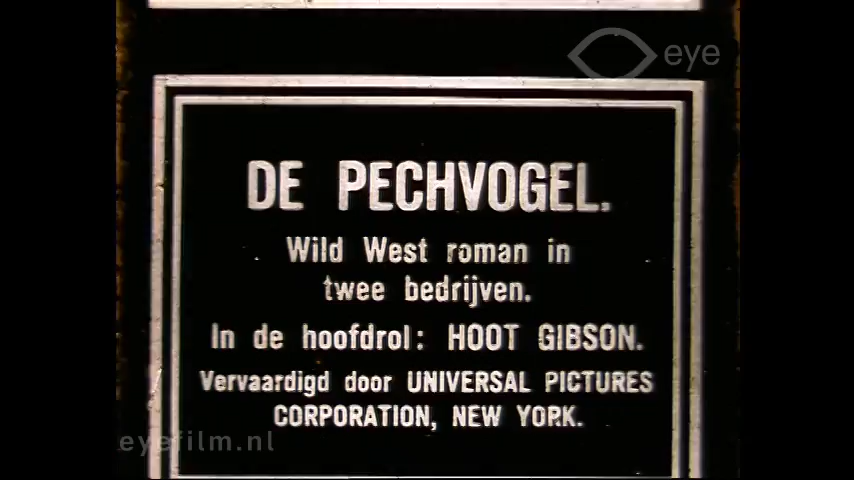 eye
DE PECHVOGEL.
Wild West roman in
twee bedrijven.
In de hoofdrol: HOOT GIBSON.
Vervaardigd door UNIVERSAL PICTURES
CORPORATION, NEW YORK.
eyefilm.nl